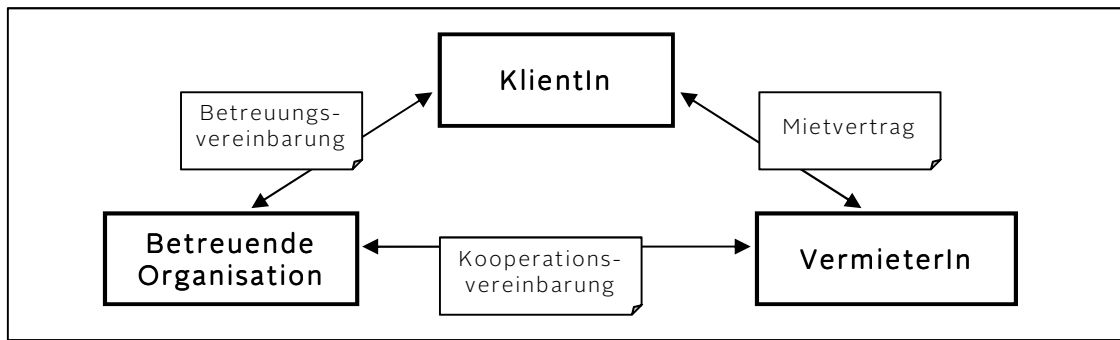 KlientIn
Betreuungs-
vereinbarung
Mietvertrag
Betreuende
Organisation
Kooperations-
vereinbarung
VermieterIn